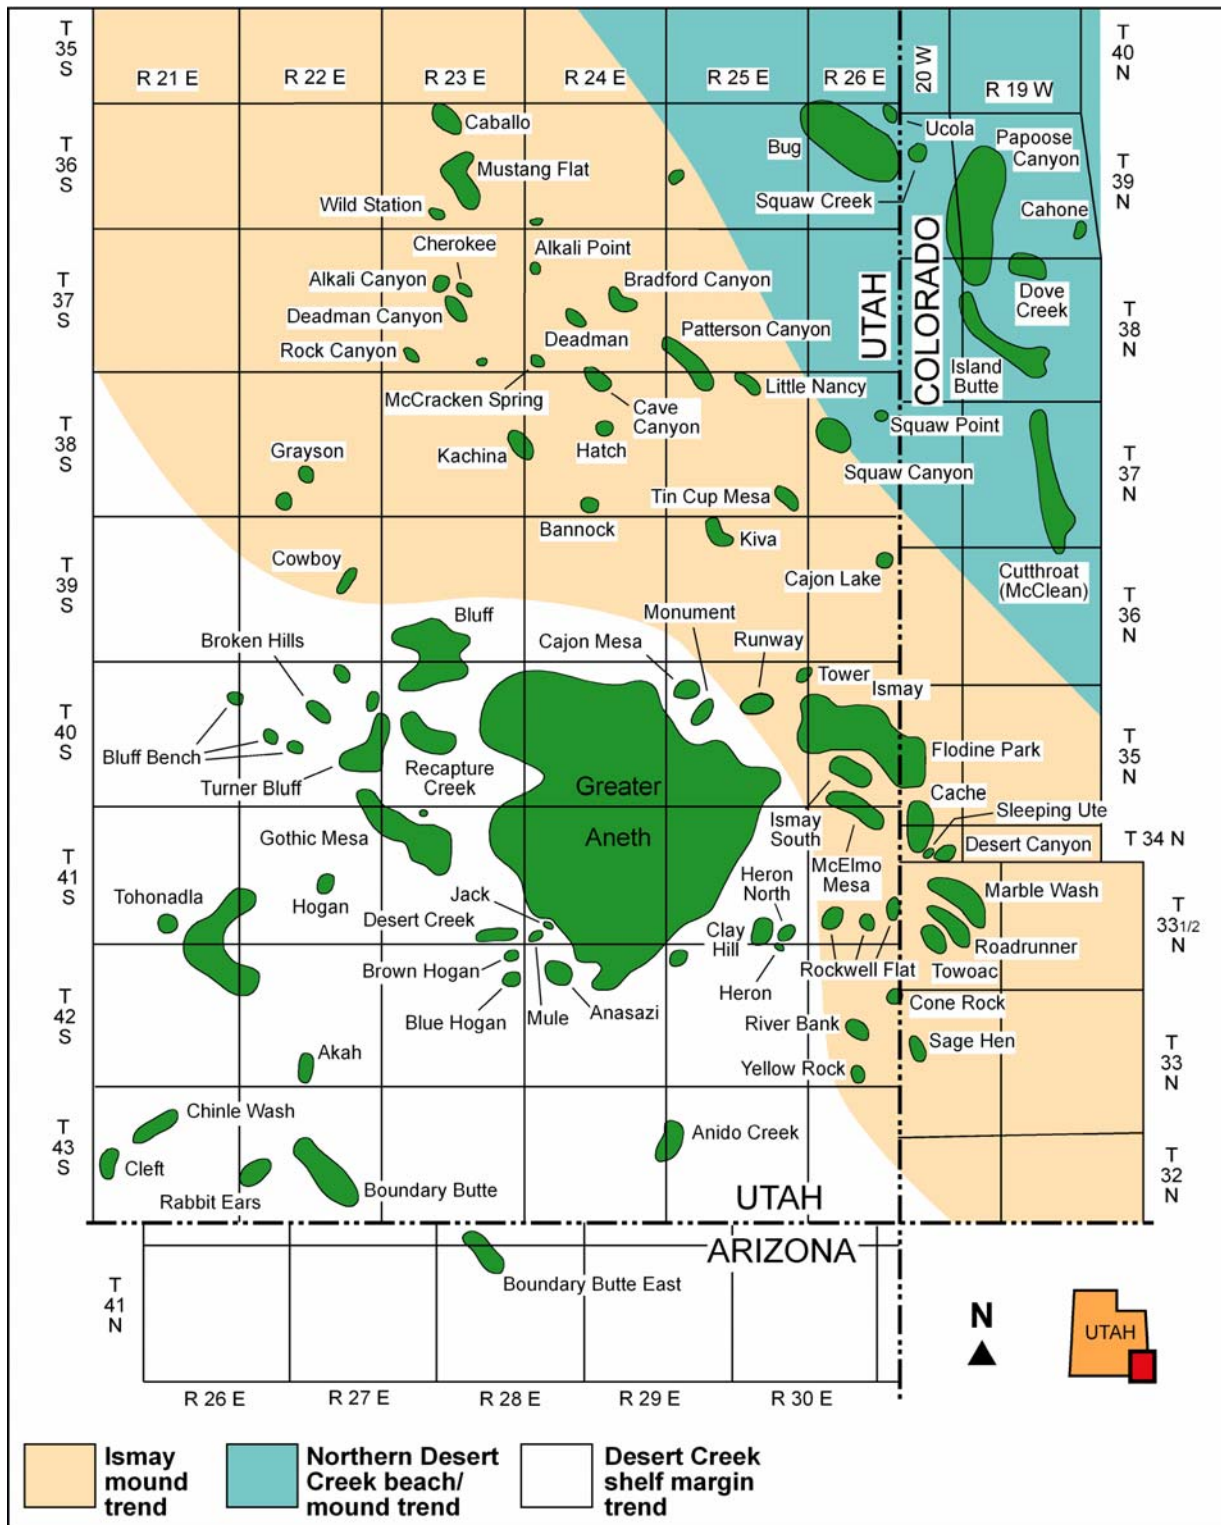 T
35
S
R 21 E
R 22 E
R 23 E
R 24 E
R 25 E
R 26 E
20 W
R 19 W
T
40
N
Caballo
Ucola
Bug
Papoose
Canyon
T
36
S
Mustang Flat
T
39
N
Wild Station
Squaw Creek
Cahone
Cherokee
Alkali Point
Alkali Canyon
Bradford Canyon
UTAH
COLORADO
Dove
Creek
T
37
S
Deadman Canyon
Deadman
Patterson Canyon
T
38
N
Rock Canyon
Island
Butte
McCracken Spring
Little Nancy
Cave
Canyon
Squaw Point
T
38
S
Grayson
Kachina
Hatch
Squaw Canyon
T
37
N
Tin Cup Mesa
Bannock
Kiva
Cowboy
Cajon Lake
Cutthroat
(McClean)
T
39
S
Monument
T
36
N
Broken Hills
Bluff
Cajon Mesa
Runway
Tower
Ismay
T
40
S
Bluff Bench
Turner Bluff
Recapture
Creek
Flodine Park
T
35
N
Greater
Aneth
Cache
Sleeping Ute
Ismay
South
Gothic Mesa
McElmo
Mesa
Desert Canyon
T 34 N
T
41
S
Tohonadla
Hogan
Jack
Desert Creek
Heron
North
Marble Wash
T
33 1/2
N
Clay
Hill
Roadrunner
Brown Hogan
Rockwell Flat
Towoac
Blue Hogan
Mule
Anasazi
Heron
Cone Rock
T
42
S
River Bank
Sage Hen
T
33
N
Akah
Yellow Rock
Chinle Wash
T
43
S
Cleft
Anido Creek
T
32
N
Rabbit Ears
Boundary Butte
UTAH
ARIZONA
T
41
N
Boundary Butte East
N
UTAH
R 26 E
R 27 E
R 28 E
R 29 E
R 30 E
Ismay
mound
trend
Northern Desert
Creek beach/
mound trend
Desert Creek
shelf margin
trend